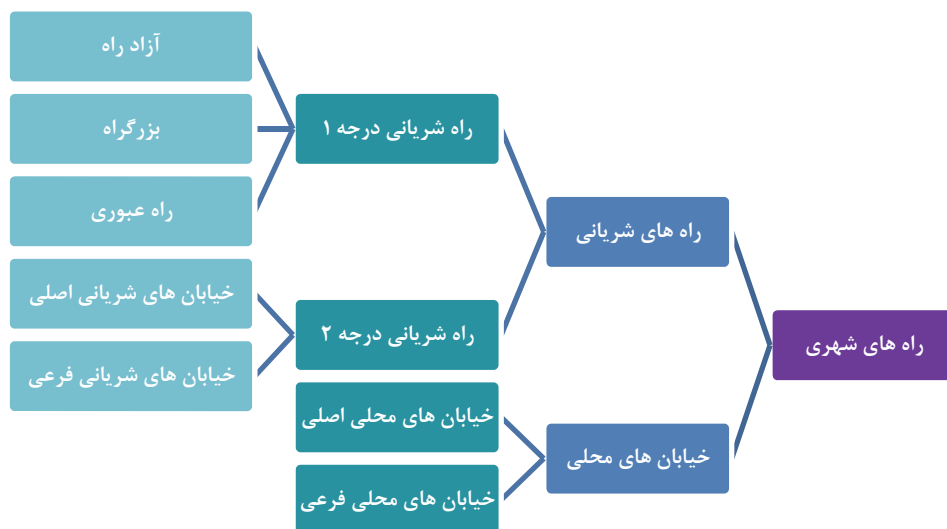 راه های شهری
راه های شریانی
راه شریانی درجه ۱
آزاد راه
بزرگراه
راه عبوری
راه شریانی درجه ۲
خیابان های شریانی اصلی
خیابان های شریانی فرعی
خیابان های محلی
خیابان های محلی اصلی
خیابان های محلی فرعی